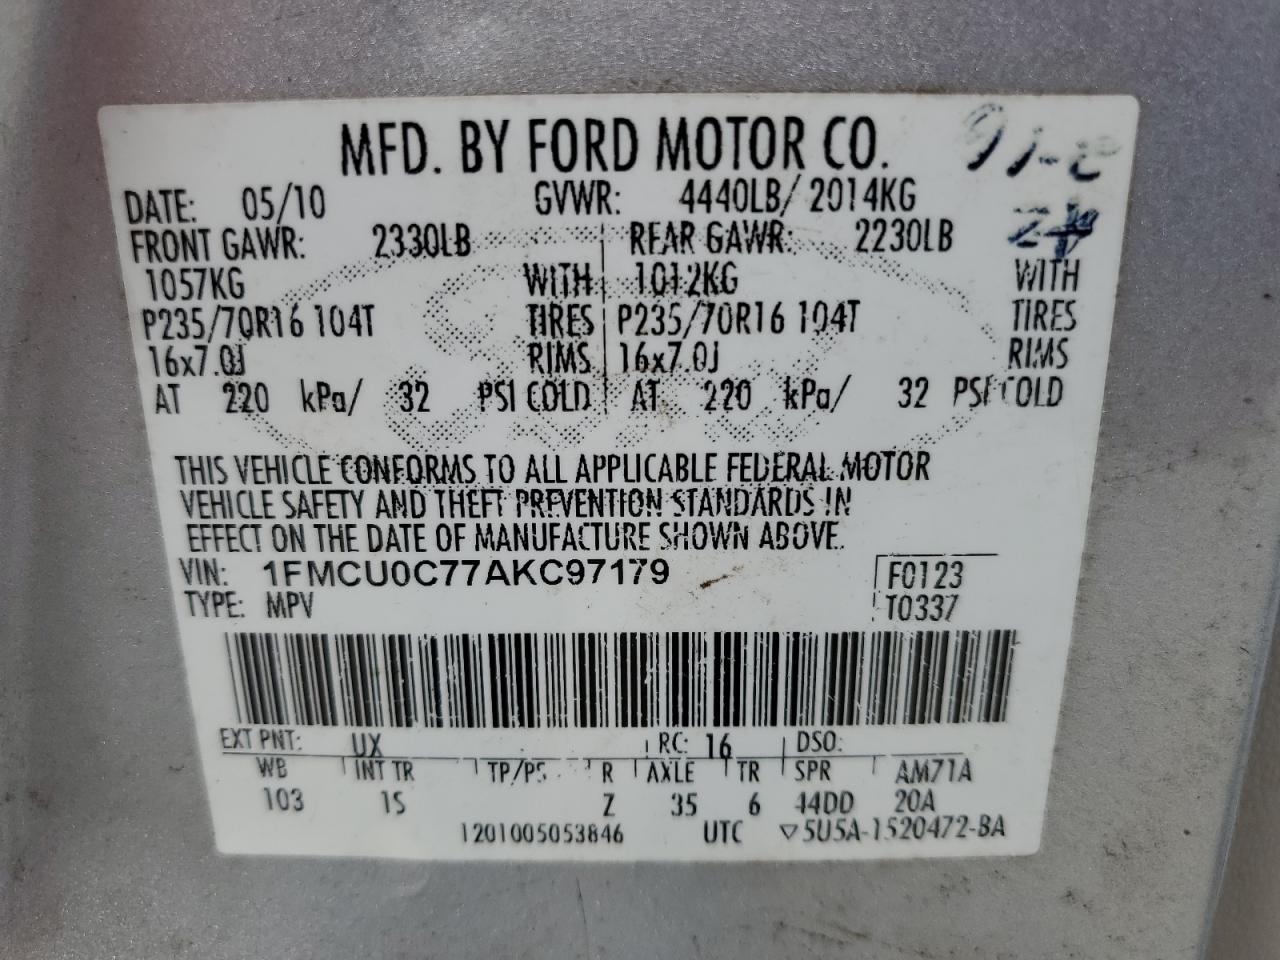 MFD. BY FORD MOTOR CO.
DATE: 05/10 GVWR: 4440LB/ 2014KG
FRONT GAWR: 2330LB REAR GAWR: 2230LB
1057KG WITH 1012KG WITH
P235/70R16 104T TIRES P235/70R16 104T TIRES
16x7.0J RIMS 16x7.0J RIMS
AT 220 kPa/ 32 PSI COLD AT 220 kPa/ 32 PSI COLD
THIS VEHICLE CONFORMS TO ALL APPLICABLE FEDERAL MOTOR
VEHICLE SAFETY AND THEFT PREVENTION STANDARDS IN
EFFECT ON THE DATE OF MANUFACTURE SHOWN ABOVE.
VIN: 1FMCU0C77AKC97179 F0123
TYPE: MPV T0337
EXT PNT: UX RC: 16 DSO:
WB INT TR TP/PS R AXLE TR SPR AM71A
103 1S Z 35 6 44DD 20A
1201005053846 UTC ▽5U5A-1520472-BA